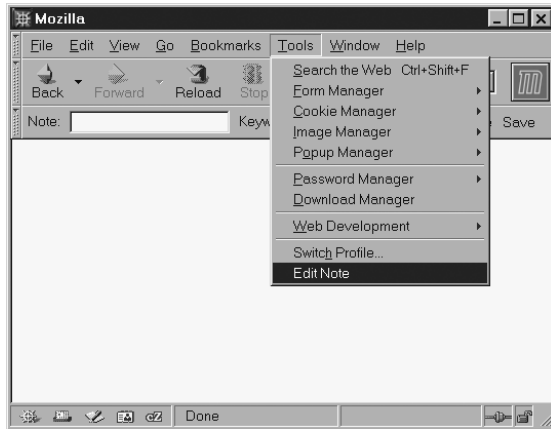 Mozilla
File Edit View Go Bookmarks Tools Window Help
Back Forward Reload Stop
Search the Web Ctrl+Shift+F
Form Manager
Cookie Manager
Image Manager
Popup Manager
Password Manager
Download Manager
Web Development
Switch Profile...
Edit Note
Note: Keyw Save
Done